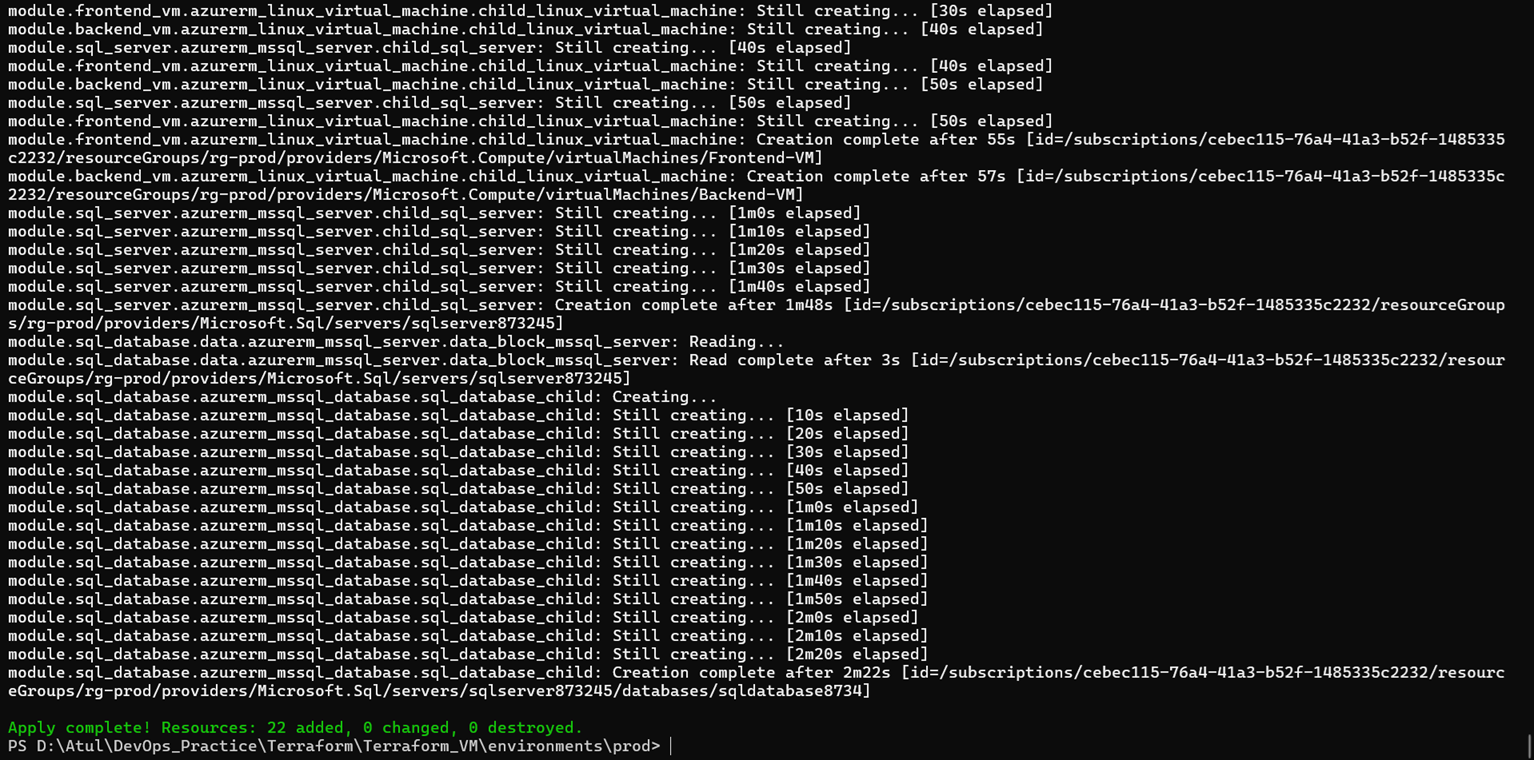 module.frontend_vm.azurerm_linux_virtual_machine.child_linux_virtual_machine: Still creating... [30s elapsed]
module.backend_vm.azurerm_linux_virtual_machine.child_linux_virtual_machine: Still creating... [40s elapsed]
module.sql_server.azurerm_mssql_server.child_sql_server: Still creating... [40s elapsed]
module.frontend_vm.azurerm_linux_virtual_machine.child_linux_virtual_machine: Still creating... [40s elapsed]
module.backend_vm.azurerm_linux_virtual_machine.child_linux_virtual_machine: Still creating... [50s elapsed]
module.sql_server.azurerm_mssql_server.child_sql_server: Still creating... [50s elapsed]
module.frontend_vm.azurerm_linux_virtual_machine.child_linux_virtual_machine: Still creating... [50s elapsed]
module.frontend_vm.azurerm_linux_virtual_machine.child_linux_virtual_machine: Creation complete after 55s [id=/subscriptions/cebec115-76a4-41a3-b52f-1485335
c2232/resourceGroups/rg-prod/providers/Microsoft.Compute/virtualMachines/Frontend-VM]
module.backend_vm.azurerm_linux_virtual_machine.child_linux_virtual_machine: Creation complete after 57s [id=/subscriptions/cebec115-76a4-41a3-b52f-1485335c
2232/resourceGroups/rg-prod/providers/Microsoft.Compute/virtualMachines/Backend-VM]
module.sql_server.azurerm_mssql_server.child_sql_server: Still creating... [1m0s elapsed]
module.sql_server.azurerm_mssql_server.child_sql_server: Still creating... [1m10s elapsed]
module.sql_server.azurerm_mssql_server.child_sql_server: Still creating... [1m20s elapsed]
module.sql_server.azurerm_mssql_server.child_sql_server: Still creating... [1m30s elapsed]
module.sql_server.azurerm_mssql_server.child_sql_server: Still creating... [1m40s elapsed]
module.sql_server.azurerm_mssql_server.child_sql_server: Creation complete after 1m48s [id=/subscriptions/cebec115-76a4-41a3-b52f-1485335c2232/resourceGroup
s/rg-prod/providers/Microsoft.Sql/servers/sqlserver873245]
module.sql_database.data.azurerm_mssql_server.data_block_mssql_server: Reading...
module.sql_database.data.azurerm_mssql_server.data_block_mssql_server: Read complete after 3s [id=/subscriptions/cebec115-76a4-41a3-b52f-1485335c2232/resour
ceGroups/rg-prod/providers/Microsoft.Sql/servers/sqlserver873245]
module.sql_database.azurerm_mssql_database.sql_database_child: Creating...
module.sql_database.azurerm_mssql_database.sql_database_child: Still creating... [10s elapsed]
module.sql_database.azurerm_mssql_database.sql_database_child: Still creating... [20s elapsed]
module.sql_database.azurerm_mssql_database.sql_database_child: Still creating... [30s elapsed]
module.sql_database.azurerm_mssql_database.sql_database_child: Still creating... [40s elapsed]
module.sql_database.azurerm_mssql_database.sql_database_child: Still creating... [50s elapsed]
module.sql_database.azurerm_mssql_database.sql_database_child: Still creating... [1m0s elapsed]
module.sql_database.azurerm_mssql_database.sql_database_child: Still creating... [1m10s elapsed]
module.sql_database.azurerm_mssql_database.sql_database_child: Still creating... [1m20s elapsed]
module.sql_database.azurerm_mssql_database.sql_database_child: Still creating... [1m30s elapsed]
module.sql_database.azurerm_mssql_database.sql_database_child: Still creating... [1m40s elapsed]
module.sql_database.azurerm_mssql_database.sql_database_child: Still creating... [1m50s elapsed]
module.sql_database.azurerm_mssql_database.sql_database_child: Still creating... [2m0s elapsed]
module.sql_database.azurerm_mssql_database.sql_database_child: Still creating... [2m10s elapsed]
module.sql_database.azurerm_mssql_database.sql_database_child: Still creating... [2m20s elapsed]
module.sql_database.azurerm_mssql_database.sql_database_child: Creation complete after 2m22s [id=/subscriptions/cebec115-76a4-41a3-b52f-1485335c2232/resourc
eGroups/rg-prod/providers/Microsoft.Sql/servers/sqlserver873245/databases/sqldatabase8734]
Apply complete! Resources: 22 added, 0 changed, 0 destroyed.
PS D:\Atul\DevOps_Practice\Terraform\Terraform_VM\environments\prod>